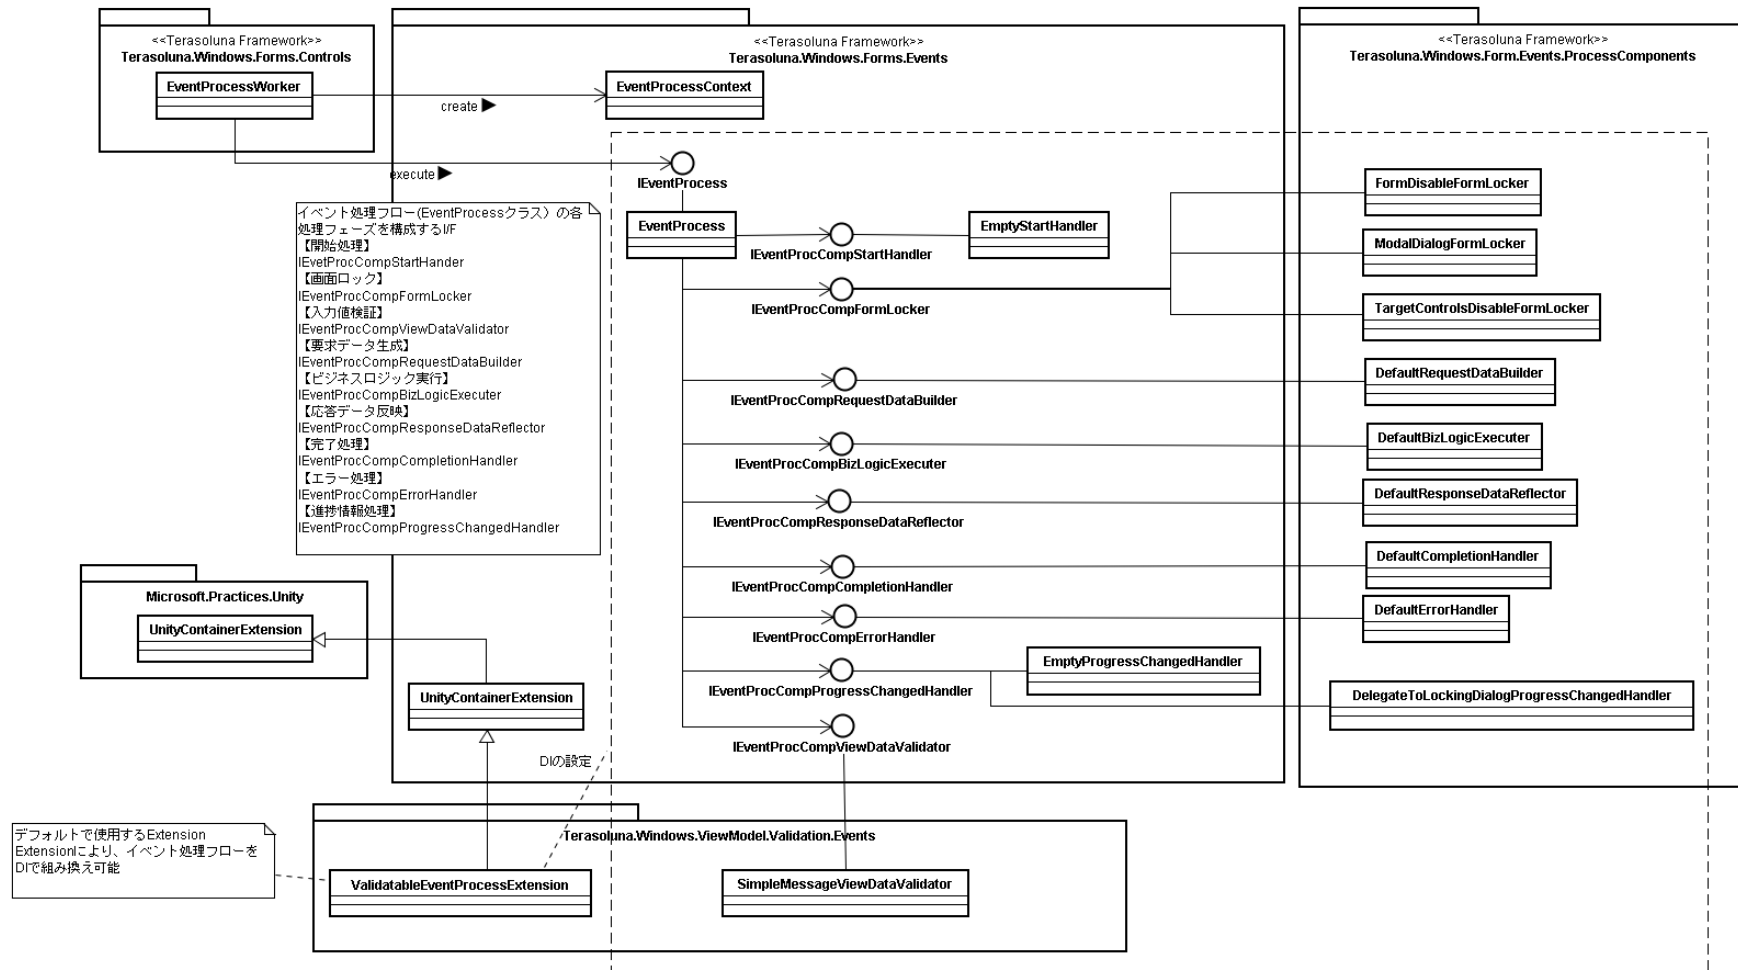 <<Terasoluna Framework>>
Terasoluna.Windows.Forms.Controls
EventProcessWorker
<<Terasoluna Framework>>
Terasoluna.Windows.Forms.Events
EventProcessContext
<<Terasoluna Framework>>
Terasoluna.Windows.Form.Events.ProcessComponents
create ▶
execute ▶
IEventProcess
EventProcess
IEventProcCompStartHandler
EmptyStartHandler
IEventProcCompFormLocker
FormDisableFormLocker
ModalDialogFormLocker
TargetControlsDisableFormLocker
IEventProcCompRequestDataBuilder
DefaultRequestDataBuilder
IEventProcCompBizLogicExecuter
DefaultBizLogicExecuter
IEventProcCompResponseDataReflector
DefaultResponseDataReflector
IEventProcCompCompletionHandler
DefaultCompletionHandler
IEventProcCompErrorHandler
DefaultErrorHandler
IEventProcCompProgressChangedHandler
EmptyProgressChangedHandler
DelegateToLockingDialogProgressChangedHandler
IEventProcCompViewDataValidator
イベント処理フロー(EventProcessクラス）の各
処理フェーズを構成するI/F
【開始処理】
IEvetProcCompStartHander
【画面ロック】
IEventProcCompFormLocker
【入力値検証】
IEventProcCompViewDataValidator
【要求データ生成】
IEventProcCompRequestDataBuilder
【ビジネスロジック実行】
IEventProcCompBizLogicExecuter
【応答データ反映】
IEventProcCompResponseDataReflector
【完了処理】
IEventProcCompCompletionHandler
【エラー処理】
IEventProcCompErrorHandler
【進捗情報処理】
IEventProcCompProgressChangedHandler
Microsoft.Practices.Unity
UnityContainerExtension
UnityContainerExtension
DIの設定
デフォルトで使用するExtension
Extensionにより、イベント処理フローを
DIで組み換え可能
Terasoluna.Windows.ViewModel.Validation.Events
ValidatableEventProcessExtension
SimpleMessageViewDataValidator